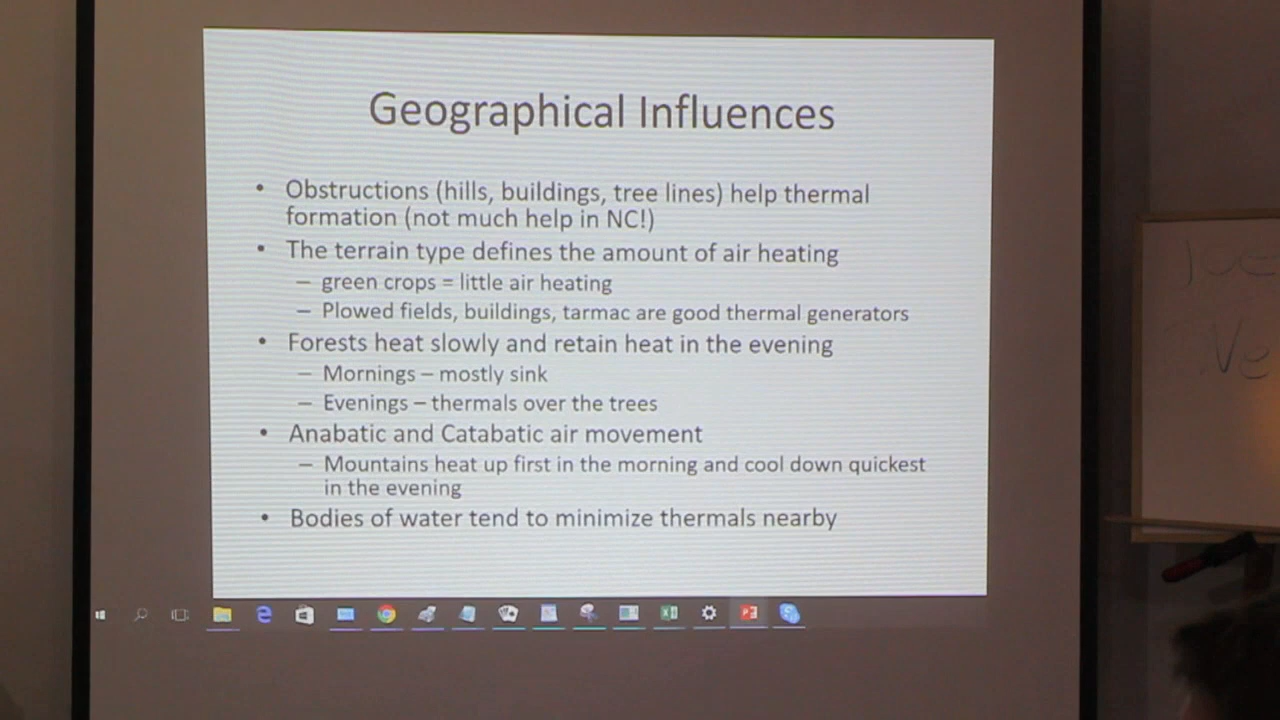 Geographical Influences
• Obstructions (hills, buildings, tree lines) help thermal
formation (not much help in NC!)
• The terrain type defines the amount of air heating
– green crops = little air heating
– Plowed fields, buildings, tarmac are good thermal generators
• Forests heat slowly and retain heat in the evening
– Mornings – mostly sink
– Evenings – thermals over the trees
• Anabatic and Catabatic air movement
– Mountains heat up first in the morning and cool down quickest
in the evening
• Bodies of water tend to minimize thermals nearby